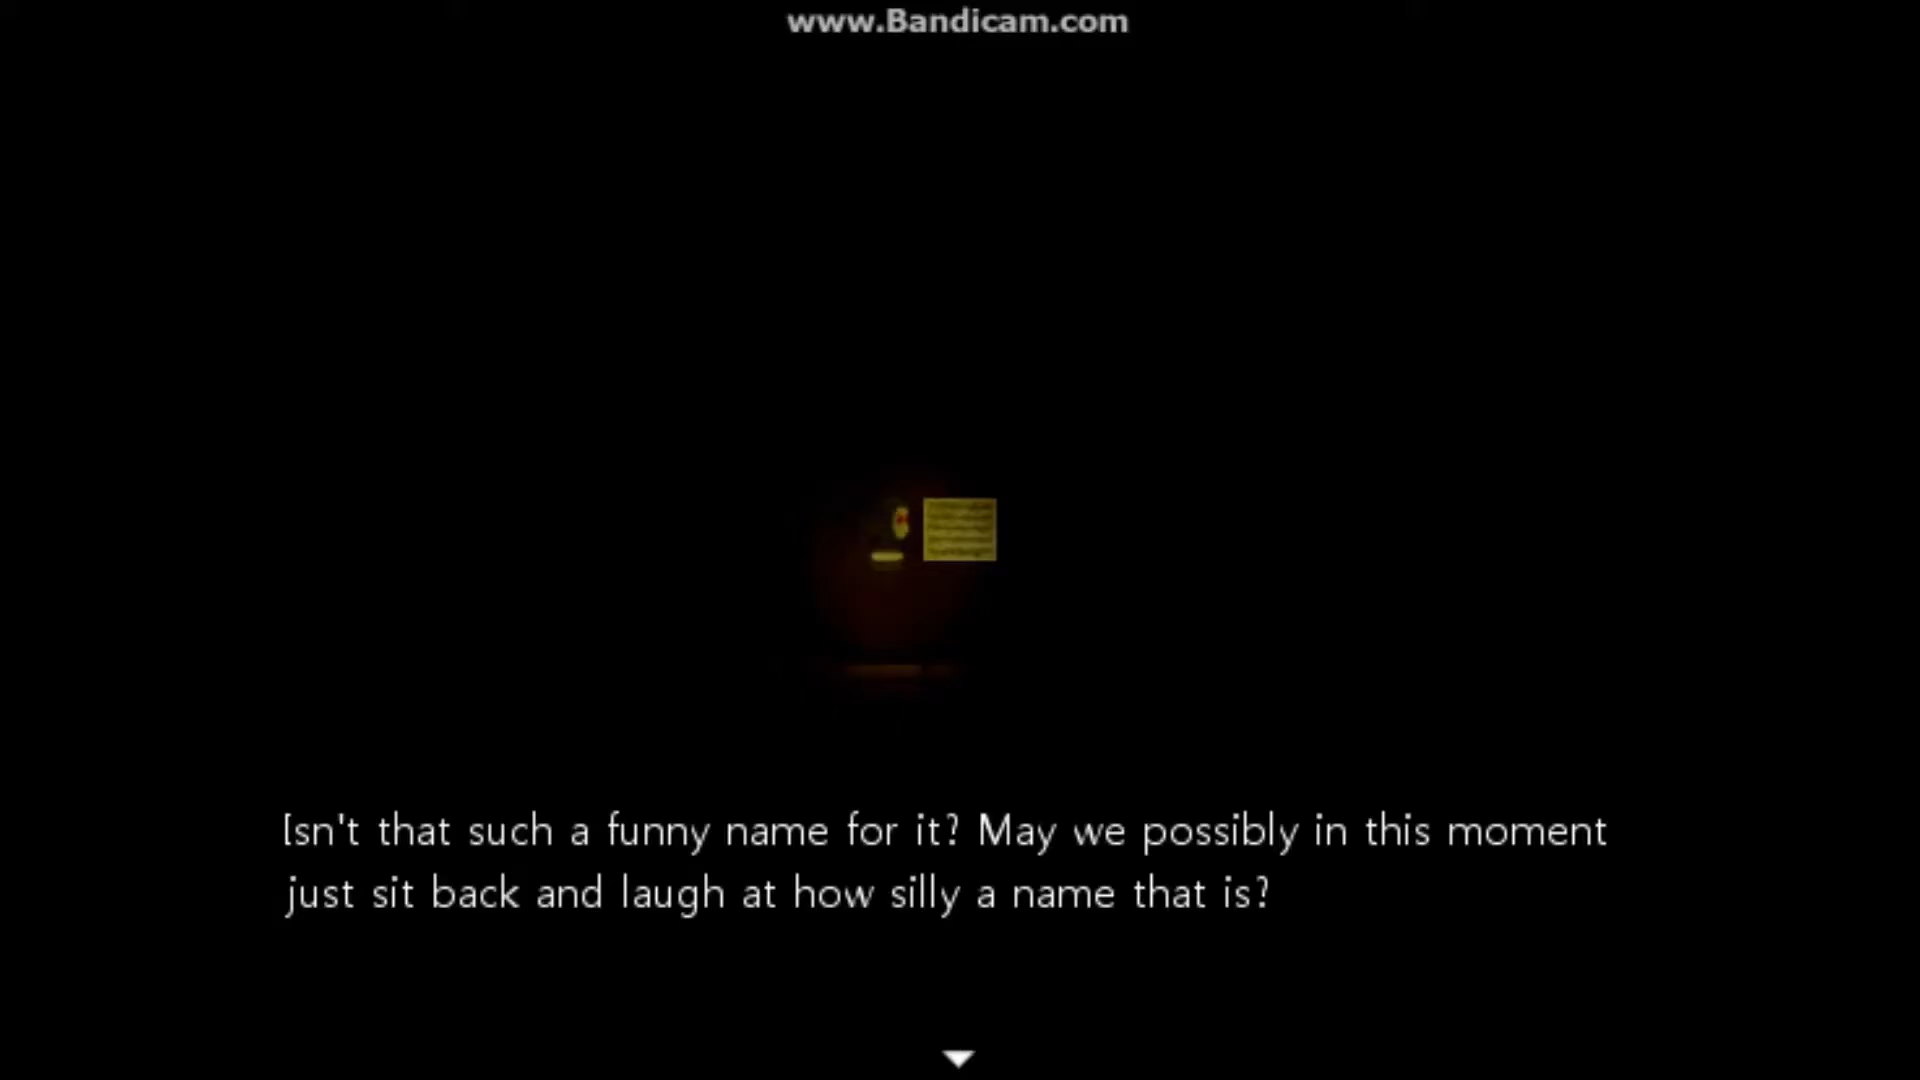 www.Bandicam.com
Isn't that such a funny name for it? May we possibly in this moment
just sit back and laugh at how silly a name that is?